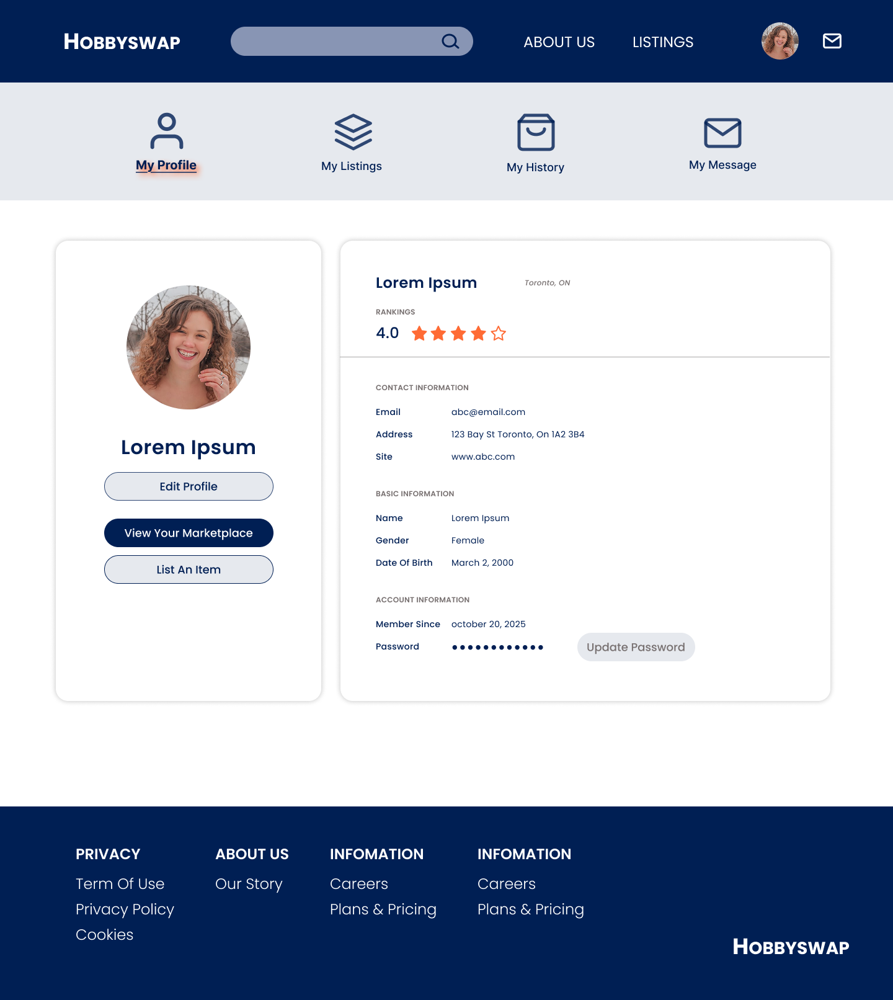 HOBBYSWAP
ABOUT US LISTINGS
My Profile My Listings My History My Message
Lorem Ipsum
Edit Profile
View Your Marketplace
List An Item
Lorem Ipsum Toronto, ON
RANKINGS
4.0
CONTACT INFORMATION
Email abc@email.com
Address 123 Bay St Toronto, On 1A2 3B4
Site www.abc.com
BASIC INFORMATION
Name Lorem Ipsum
Gender Female
Date Of Birth March 2, 2000
ACCOUNT INFORMATION
Member Since october 20, 2025
Password ●●●●●●●●●●●● Update Password
PRIVACY ABOUT US INFOMATION INFOMATION
Term Of Use Our Story Careers Careers
Privacy Policy Plans & Pricing Plans & Pricing
Cookies
HOBBYSWAP